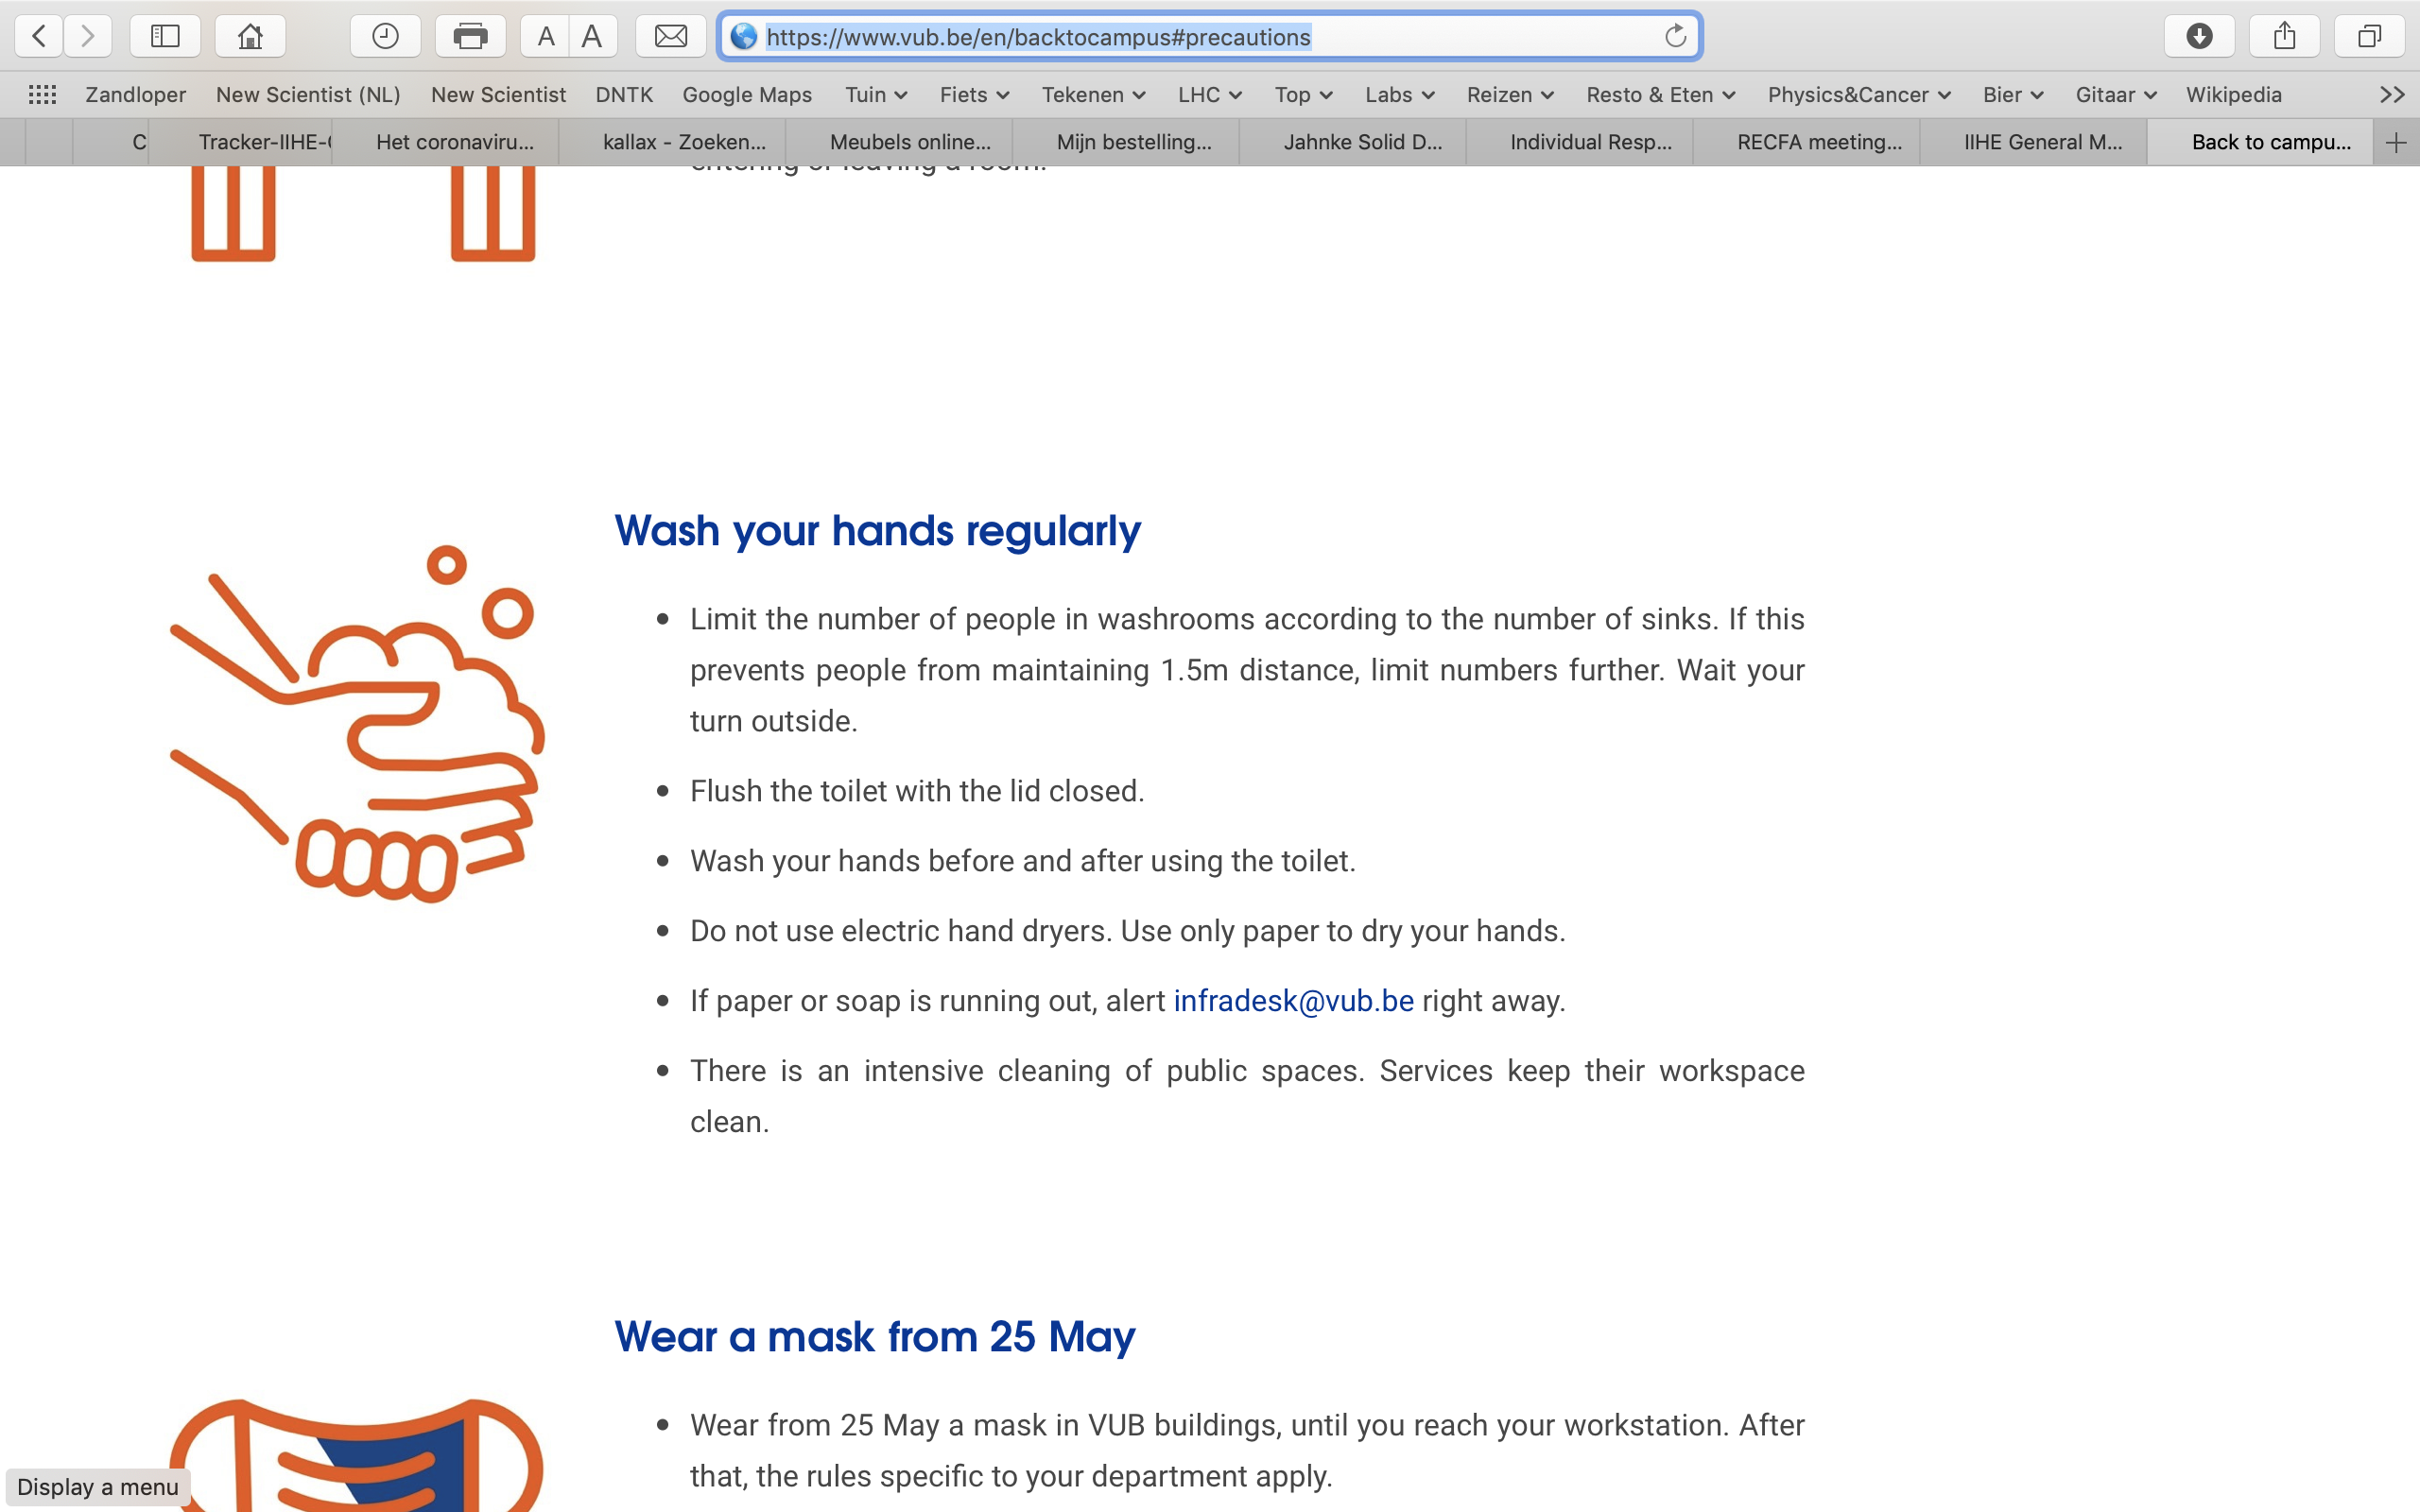 A A https://www.vub.be/en/backtocampus#precautions
Zandloper New Scientist (NL) New Scientist DNTK Google Maps Tuin Fiets Tekenen LHC Top Labs Reizen Resto & Eten Physics&Cancer Bier Gitaar Wikipedia
C Tracker-IIHE- Het coronaviru... kallax - Zoeken... Meubels online... Mijn bestelling... Jahnke Solid D... Individual Resp... RECFA meeting... IIHE General M... Back to campu...
entering or leaving a room.
Wash your hands regularly
Limit the number of people in washrooms according to the number of sinks. If this
prevents people from maintaining 1.5m distance, limit numbers further. Wait your
turn outside.
Flush the toilet with the lid closed.
Wash your hands before and after using the toilet.
Do not use electric hand dryers. Use only paper to dry your hands.
If paper or soap is running out, alert infradesk@vub.be right away.
There is an intensive cleaning of public spaces. Services keep their workspace
clean.
Wear a mask from 25 May
Wear from 25 May a mask in VUB buildings, until you reach your workstation. After
that, the rules specific to your department apply.
Display a menu